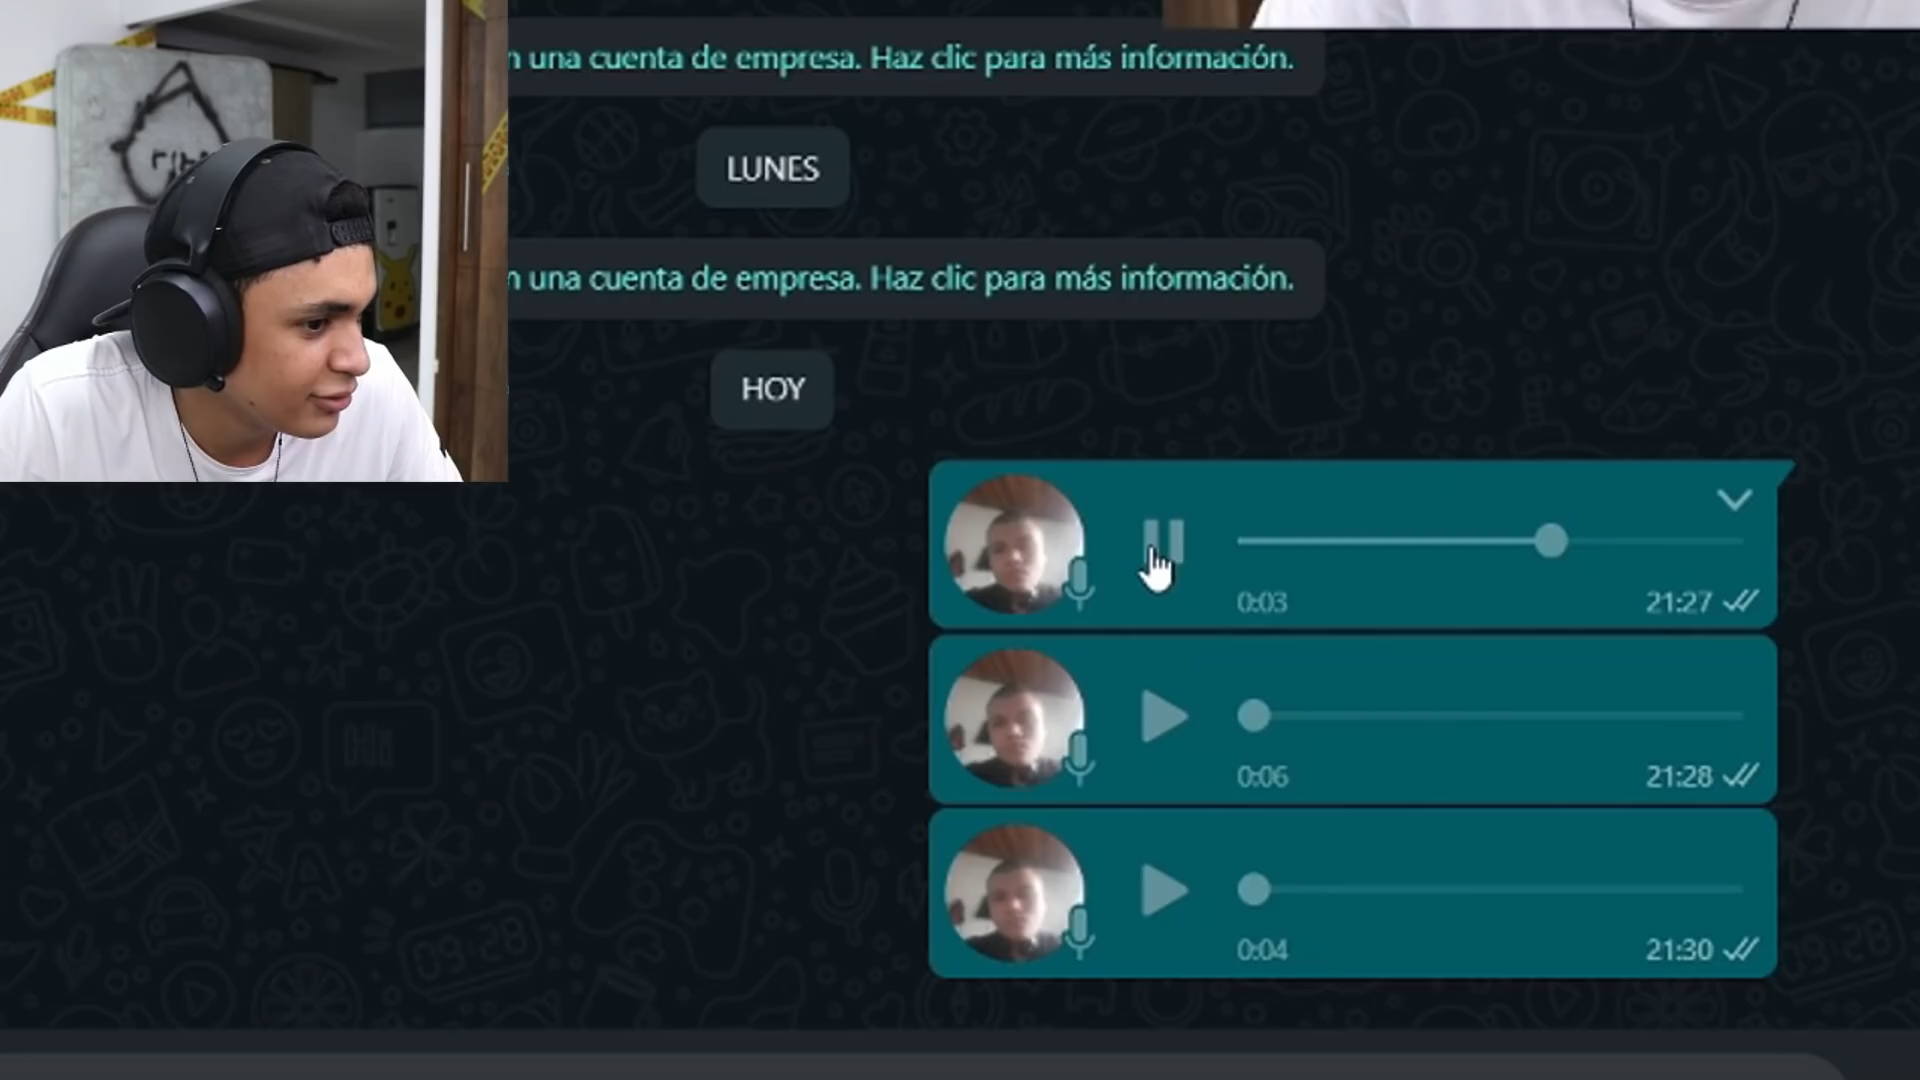 una cuenta de empresa. Haz clic para más información.
LUNES
una cuenta de empresa. Haz clic para más información.
HOY
0:03 21:27
0:06 21:28
0:04 21:30